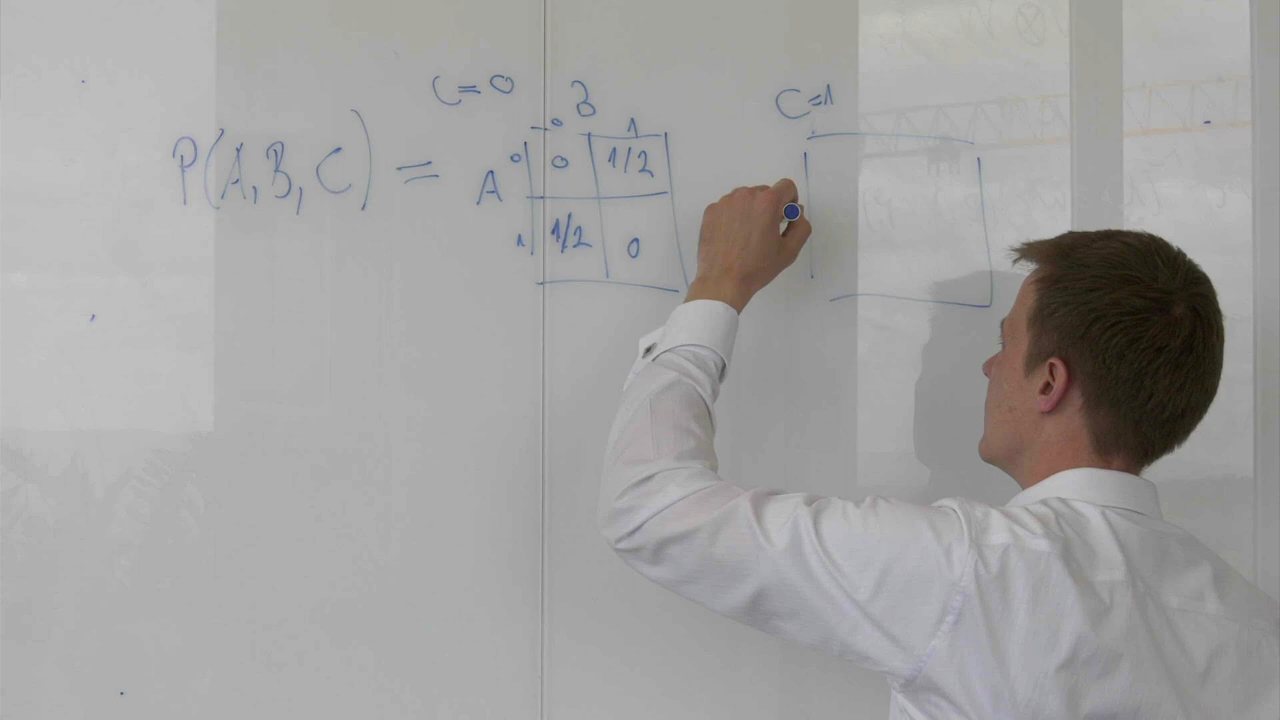 C=0 B C=1
0 1
P(A,B,C) = A 0 0 1/2
1 1/2 0